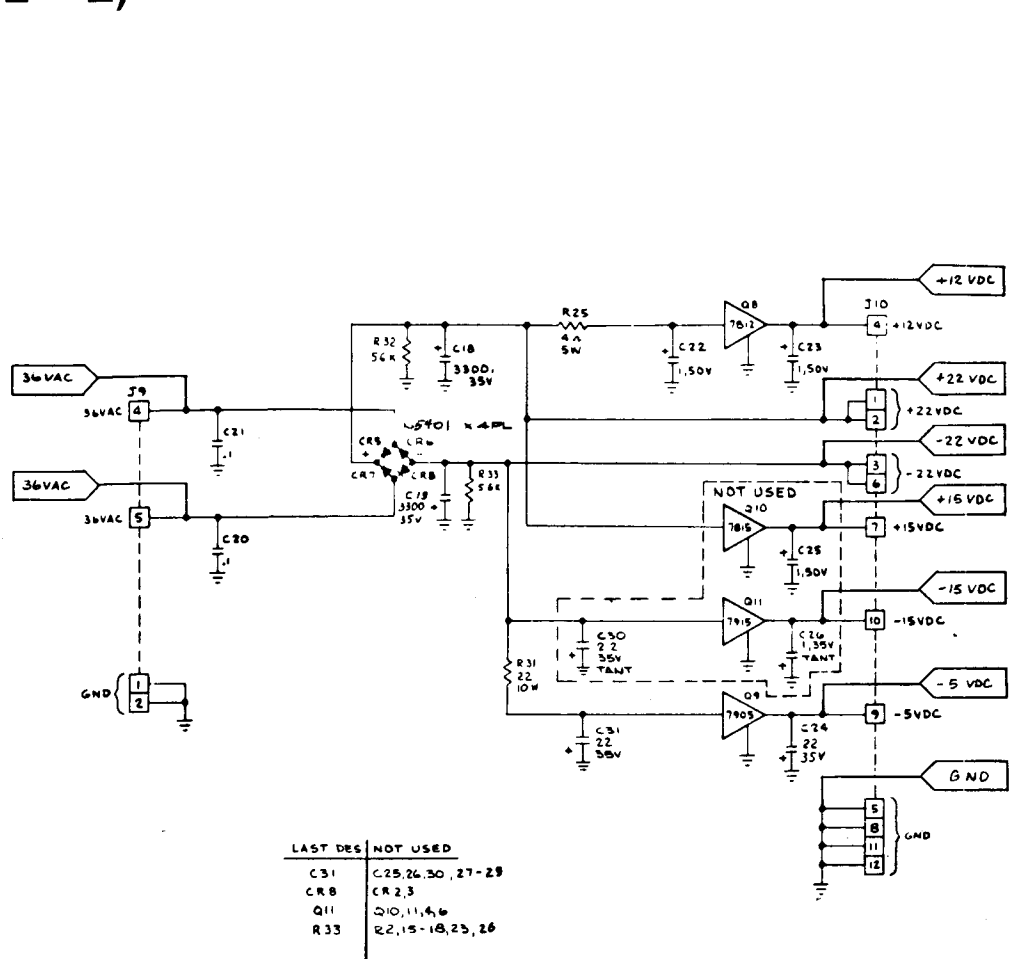 +12 VDC
J10
Q8
R25
4Ω
5W
7812
4 +12VDC
R32
56K
+ C18
3300,
35V
+ C22
1,50V
+ C23
1,50V
36VAC
J9
36VAC 4
+22 VDC
1
2
+22VDC
C21
.1
5401 x 4PL
CR5
CR6
CR7
CR8
+
-22 VDC
3
6
-22VDC
C19
3300 +
35V
R33
56K
36VAC
36VAC 5
NOT USED
Q10
7815
+15 VDC
7 +15VDC
C20
.1
+ C25
1,50V
-15 VDC
Q11
7915
10 -15VDC
C30
2.2
35V
TANT
+
C26
1,35V
TANT
+
R31
22
10W
GND
1
2
-5 VDC
Q9
7905
9 -5VDC
C31
22
35V
+
C24
22
35V
+
GND
5
8
11
12
GND
LAST DES NOT USED
C31 C25,26,30,27-29
CR8 CR2,3
Q11 Q10,11,4,6
R33 R2,15-18,23,26